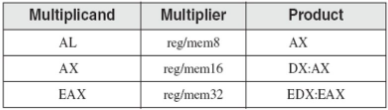 Multiplicand Multiplier Product
AL reg/mem8 AX
AX reg/mem16 DX:AX
EAX reg/mem32 EDX:EAX